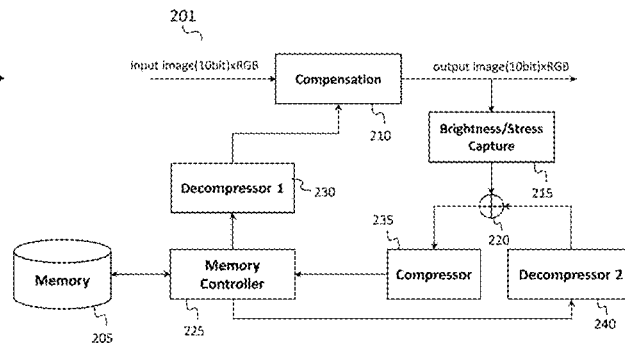 201
input image(10bit)xRGB
output image(10bit)xRGB
Compensation
210
Brightness/Stress
Capture
215
Decompressor 1
230
220
235
Memory
205
Memory
Controller
225
Compressor
Decompressor 2
240